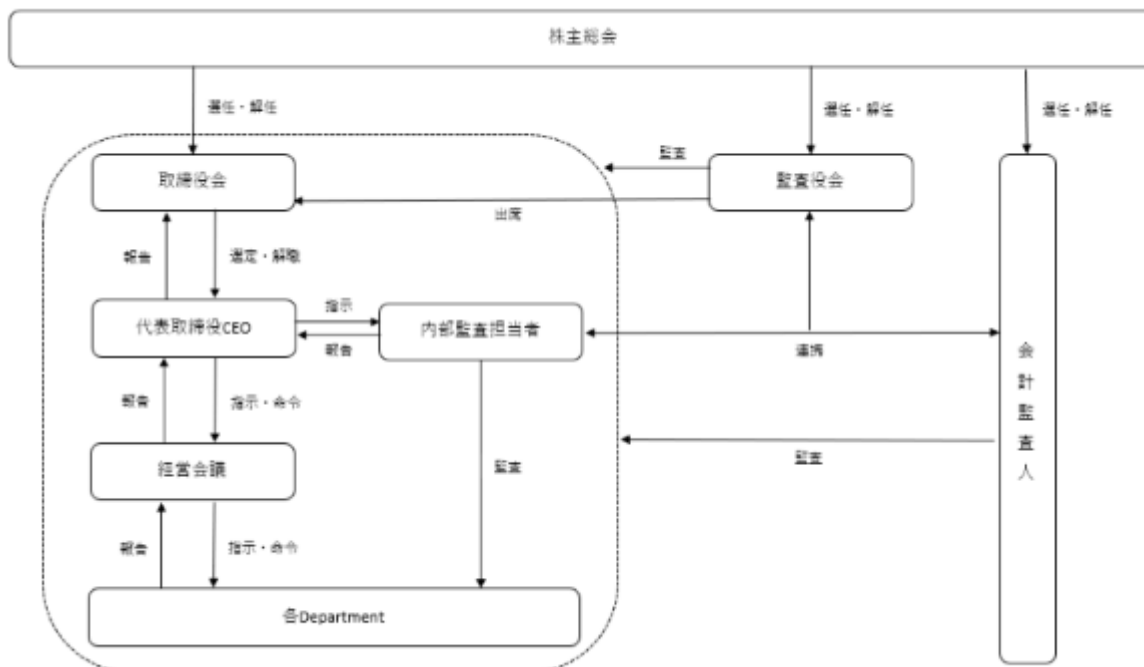 株主総会
選任・解任
選任・解任
選任・解任
取締役会
監査
監査役会
出席
報告
選定・解職
代表取締役CEO
指示
報告
内部監査担当者
連携
会計監査人
報告
指示・命令
監査
経営会議
監査
報告
指示・命令
各Department